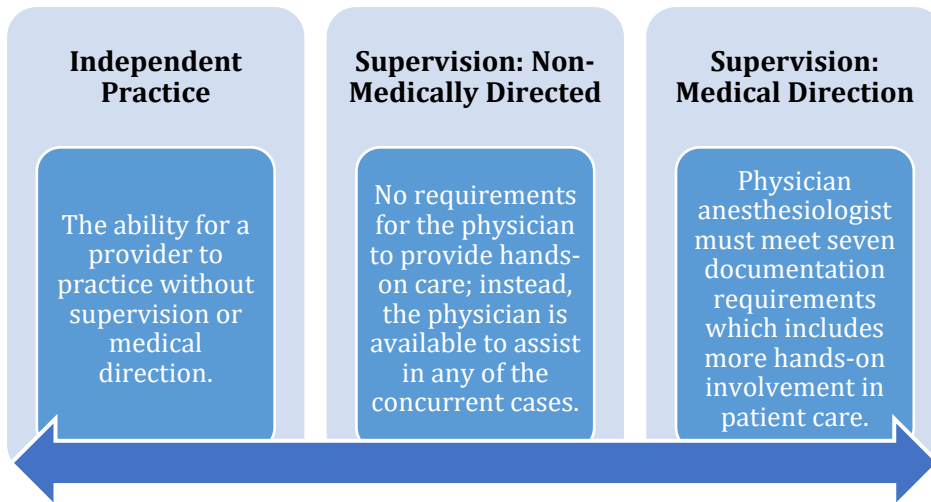 Independent
Practice
The ability for a
provider to
practice without
supervision or
medical
direction.
Supervision: Non-
Medically Directed
No requirements
for the physician
to provide hands-
on care; instead,
the physician is
available to assist
in any of the
concurrent cases.
Supervision:
Medical Direction
Physician
anesthesiologist
must meet seven
documentation
requirements
which includes
more hands-on
involvement in
patient care.